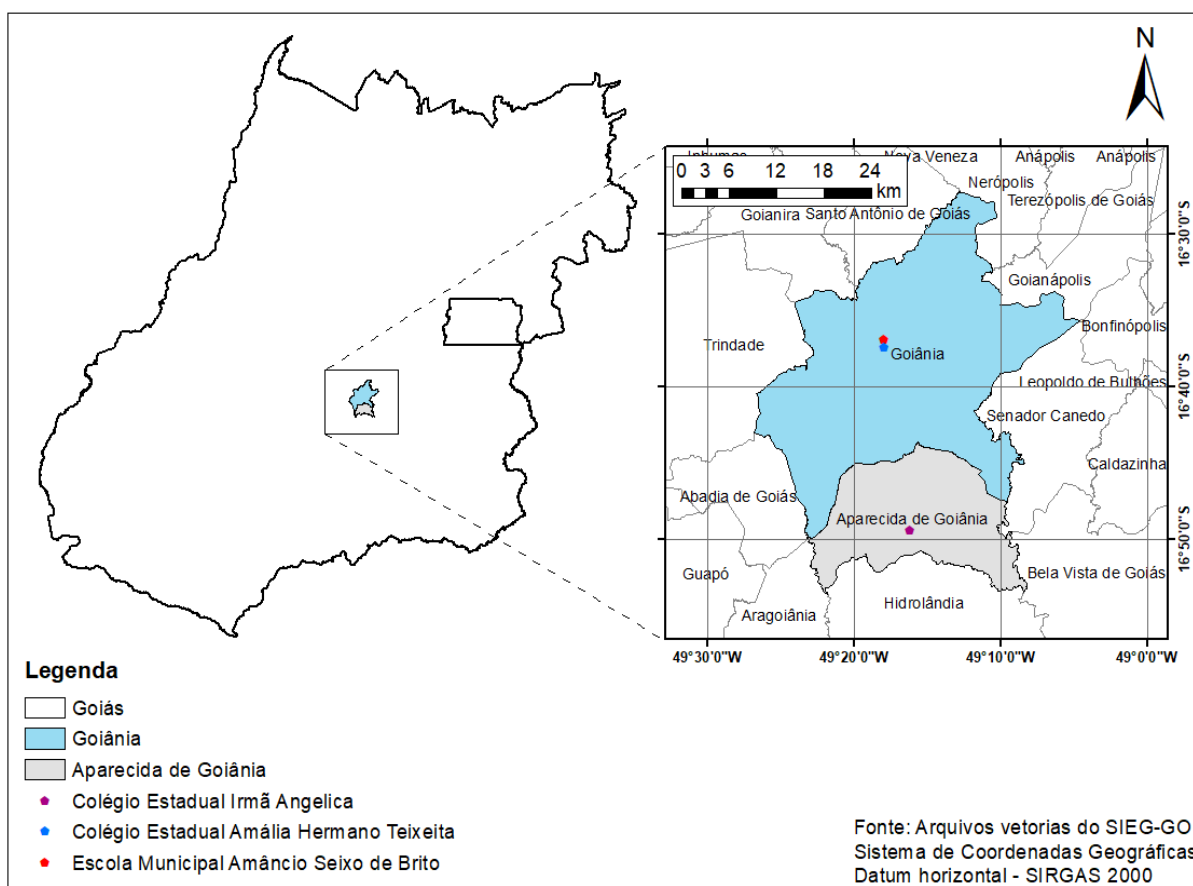 N
Inhumas
Nova Veneza
Anápolis
Anápolis
0 3 6 12 18 24
km
Nerópolis
Terezópolis de Goiás
Goianira
Santo Antônio de Goiás
16°30'0"S
Goianápolis
Bonfinópolis
Trindade
Goiânia
16°40'0"S
Leopoldo de Bulhões
Senador Canedo
Caldazinha
Abadia de Goiás
Aparecida de Goiânia
16°50'0"S
Guapó
Bela Vista de Goiás
Hidrolândia
Aragoiânia
49°30'0"W
49°20'0"W
49°10'0"W
49°0'0"W
Legenda
Goiás
Goiânia
Aparecida de Goiânia
Colégio Estadual Irmã Angelica
Colégio Estadual Amália Hermano Teixeita
Escola Municipal Amâncio Seixo de Brito
Fonte: Arquivos vetorias do SIEG-GO
Sistema de Coordenadas Geográficas
Datum horizontal - SIRGAS 2000